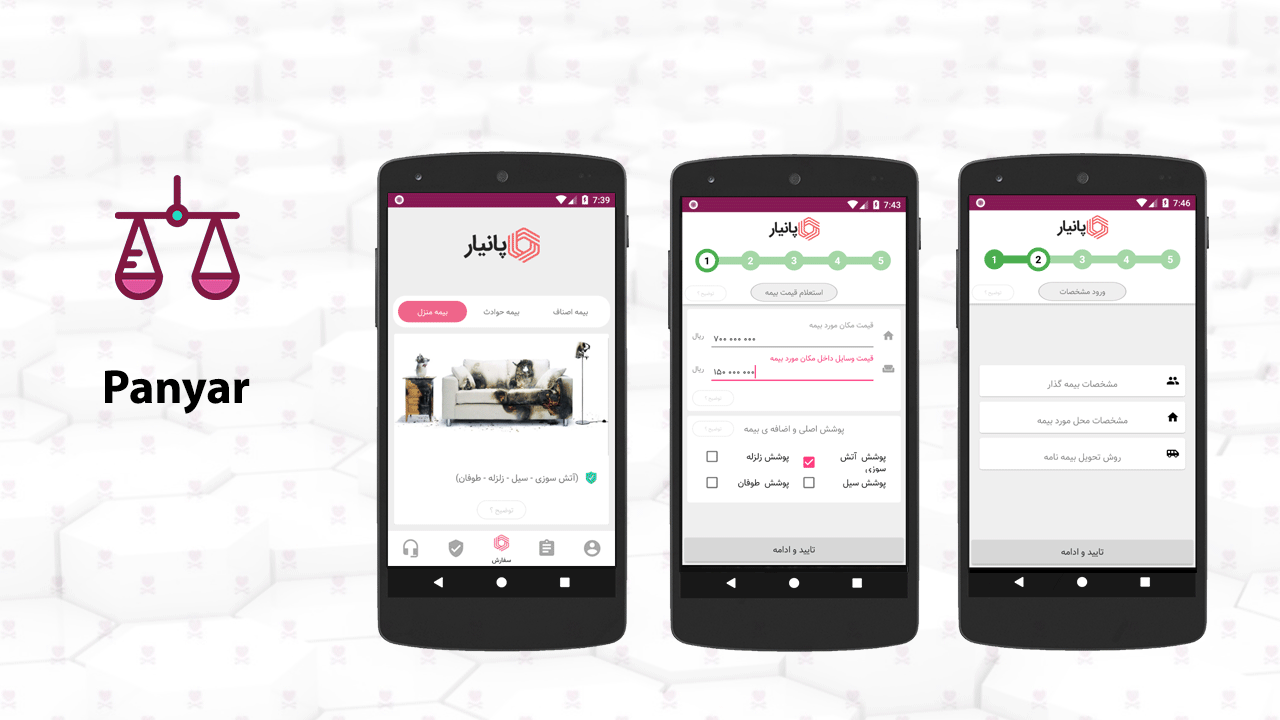 Panyar
7:39
پانیار
بیمه اصناف
بیمه حوادث
بیمه منزل
(آتش سوزی - سیل - زلزله - طوفان)
توضیح ؟
سفارش
7:43
پانیار
1 2 3 4 5
استعلام قیمت بیمه
توضیح ؟
قیمت مکان مورد بیمه
۷۰۰ ۰۰۰ ۰۰۰
ریال
قیمت وسایل داخل مکان مورد بیمه
۱۵۰ ۰۰۰ ۰۰۰
ریال
توضیح ؟
پوشش اصلی و اضافه ی بیمه
توضیح ؟
پوشش آتش سوزی
پوشش زلزله
پوشش سیل
پوشش طوفان
تایید و ادامه
7:46
پانیار
1 2 3 4 5
ورود مشخصات
توضیح ؟
مشخصات بیمه گذار
مشخصات محل مورد بیمه
روش تحویل بیمه نامه
تایید و ادامه